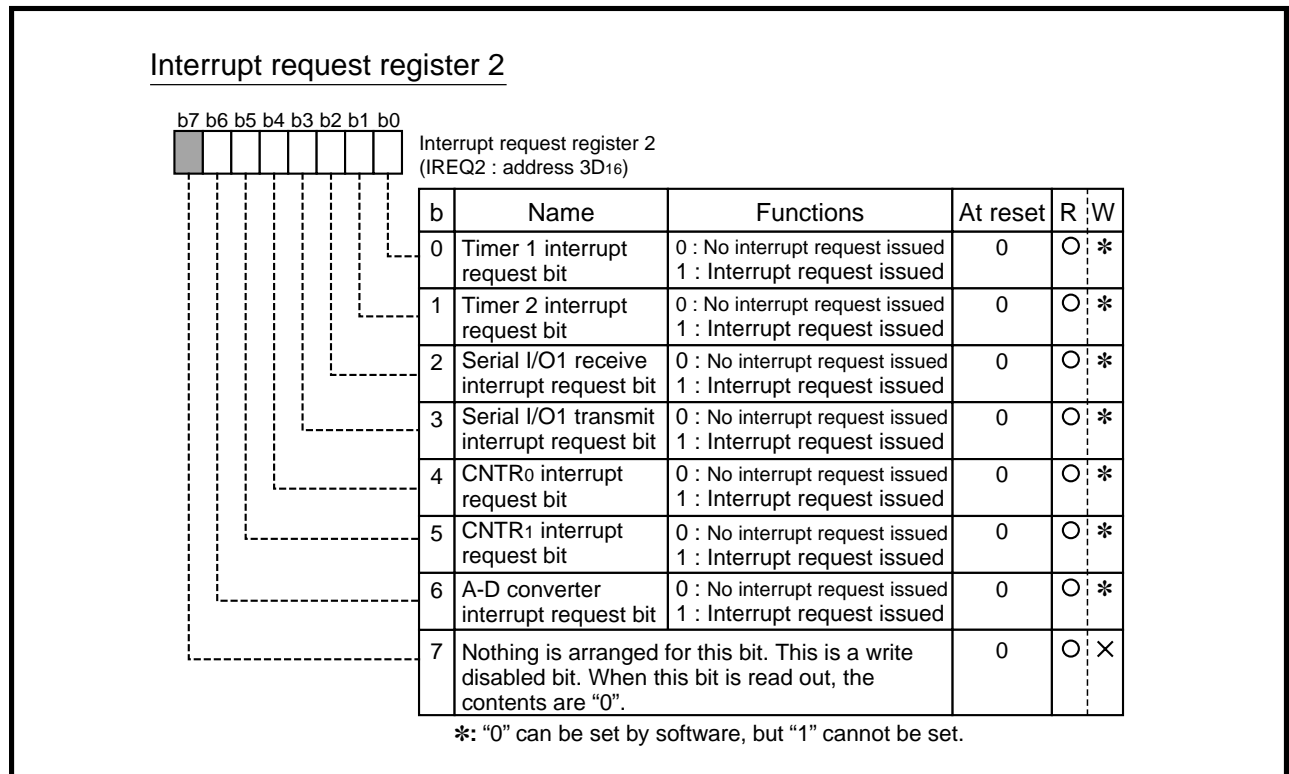 Interrupt request register 2
b7 b6 b5 b4 b3 b2 b1 b0
Interrupt request register 2
(IREQ2 : address 3D16)
b Name Functions At reset R W
0 Timer 1 interrupt request bit 0 : No interrupt request issued 1 : Interrupt request issued 0 O ✻
1 Timer 2 interrupt request bit 0 : No interrupt request issued 1 : Interrupt request issued 0 O ✻
2 Serial I/O1 receive interrupt request bit 0 : No interrupt request issued 1 : Interrupt request issued 0 O ✻
3 Serial I/O1 transmit interrupt request bit 0 : No interrupt request issued 1 : Interrupt request issued 0 O ✻
4 CNTR0 interrupt request bit 0 : No interrupt request issued 1 : Interrupt request issued 0 O ✻
5 CNTR1 interrupt request bit 0 : No interrupt request issued 1 : Interrupt request issued 0 O ✻
6 A-D converter interrupt request bit 0 : No interrupt request issued 1 : Interrupt request issued 0 O ✻
7 Nothing is arranged for this bit. This is a write disabled bit. When this bit is read out, the contents are “0”. 0 O ×
✻: “0” can be set by software, but “1” cannot be set.